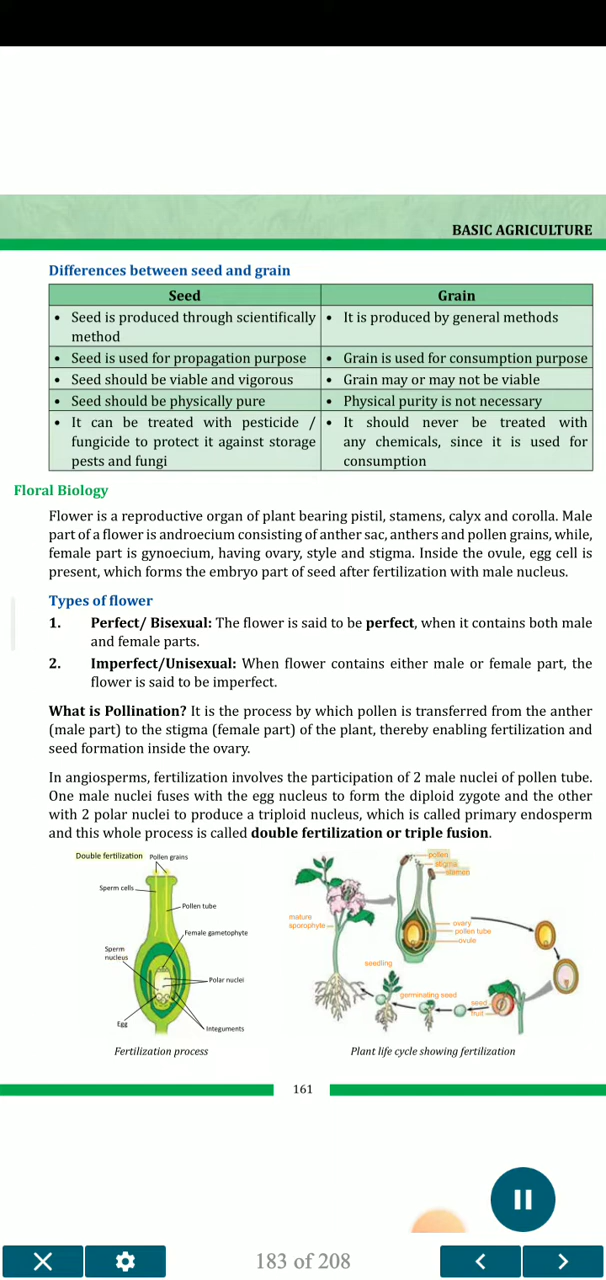 BASIC AGRICULTURE
Differences between seed and grain
Seed
Grain
• Seed is produced through scientifically
method
• It is produced by general methods
• Seed is used for propagation purpose
• Grain is used for consumption purpose
• Seed should be viable and vigorous
• Grain may or may not be viable
• Seed should be physically pure
• Physical purity is not necessary
• It can be treated with pesticide /
fungicide to protect it against storage
pests and fungi
• It should never be treated with
any chemicals, since it is used for
consumption
Floral Biology
Flower is a reproductive organ of plant bearing pistil, stamens, calyx and corolla. Male
part of a flower is androecium consisting of anther sac, anthers and pollen grains, while,
female part is gynoecium, having ovary, style and stigma. Inside the ovule, egg cell is
present, which forms the embryo part of seed after fertilization with male nucleus.
Types of flower
1. Perfect/ Bisexual: The flower is said to be perfect, when it contains both male
and female parts.
2. Imperfect/Unisexual: When flower contains either male or female part, the
flower is said to be imperfect.
What is Pollination? It is the process by which pollen is transferred from the anther
(male part) to the stigma (female part) of the plant, thereby enabling fertilization and
seed formation inside the ovary.
In angiosperms, fertilization involves the participation of 2 male nuclei of pollen tube.
One male nuclei fuses with the egg nucleus to form the diploid zygote and the other
with 2 polar nuclei to produce a triploid nucleus, which is called primary endosperm
and this whole process is called double fertilization or triple fusion.
Double fertilization
Pollen grains
Sperm cells
Pollen tube
Female gametophyte
Sperm
nucleus
Polar nuclei
Egg
Integuments
Fertilization process
pollen
stigma
stamen
mature
sporophyte
ovary
pollen tube
ovule
seedling
germinating seed
seed
fruit
Plant life cycle showing fertilization
161
183 of 208